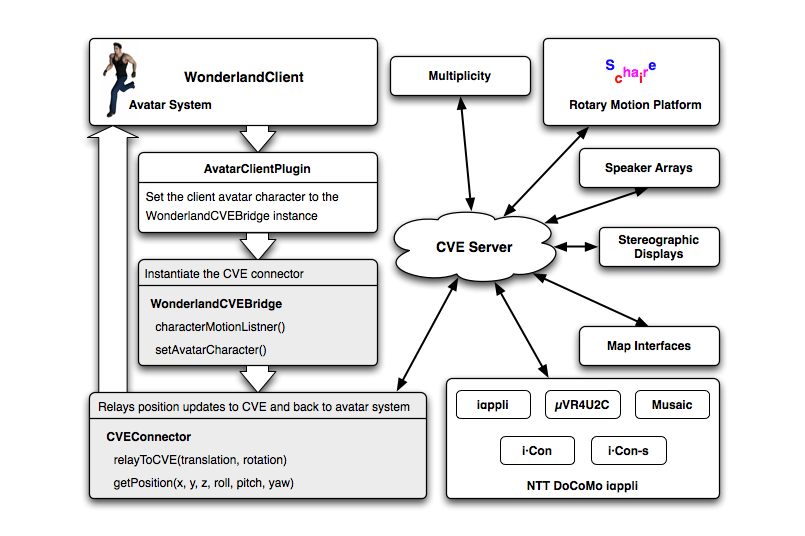 WonderlandClient
Avatar System
AvatarClientPlugin
Set the client avatar character to the
WonderlandCVEBridge instance
Instantiate the CVE connector
WonderlandCVEBridge
characterMotionListner()
setAvatarCharacter()
Relays position updates to CVE and back to avatar system
CVEConnector
relayToCVE(translation, rotation)
getPosition(x, y, z, roll, pitch, yaw)
Multiplicity
Schaire
Rotary Motion Platform
Speaker Arrays
CVE Server
Stereographic
Displays
Map Interfaces
iαppli
µVR4U2C
Musaic
i·Con
i·Con-s
NTT DoCoMo iαppli